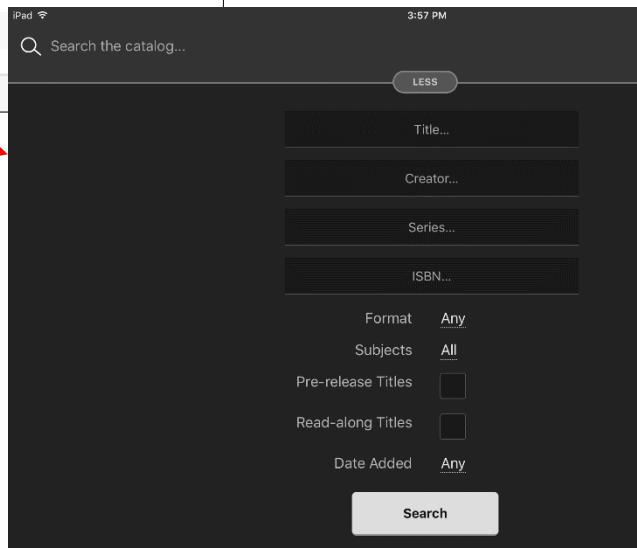 iPad 3:57 PM
Search the catalog...
LESS
Title...
Creator...
Series...
ISBN...
Format Any
Subjects All
Pre-release Titles
Read-along Titles
Date Added Any
Search